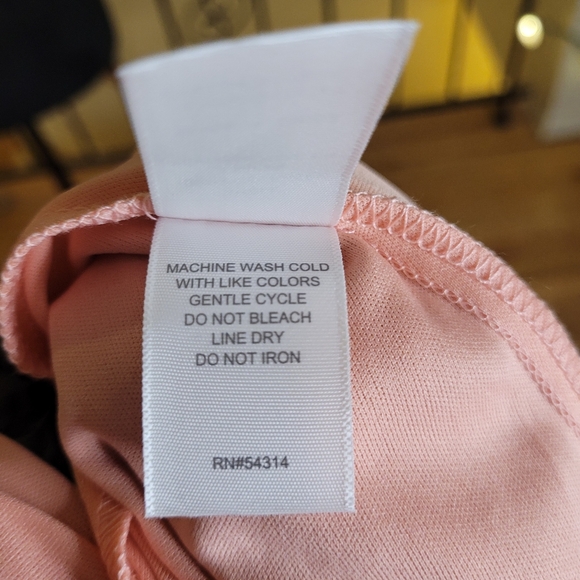 MACHINE WASH COLD
WITH LIKE COLORS
GENTLE CYCLE
DO NOT BLEACH
LINE DRY
DO NOT IRON
RN#54314